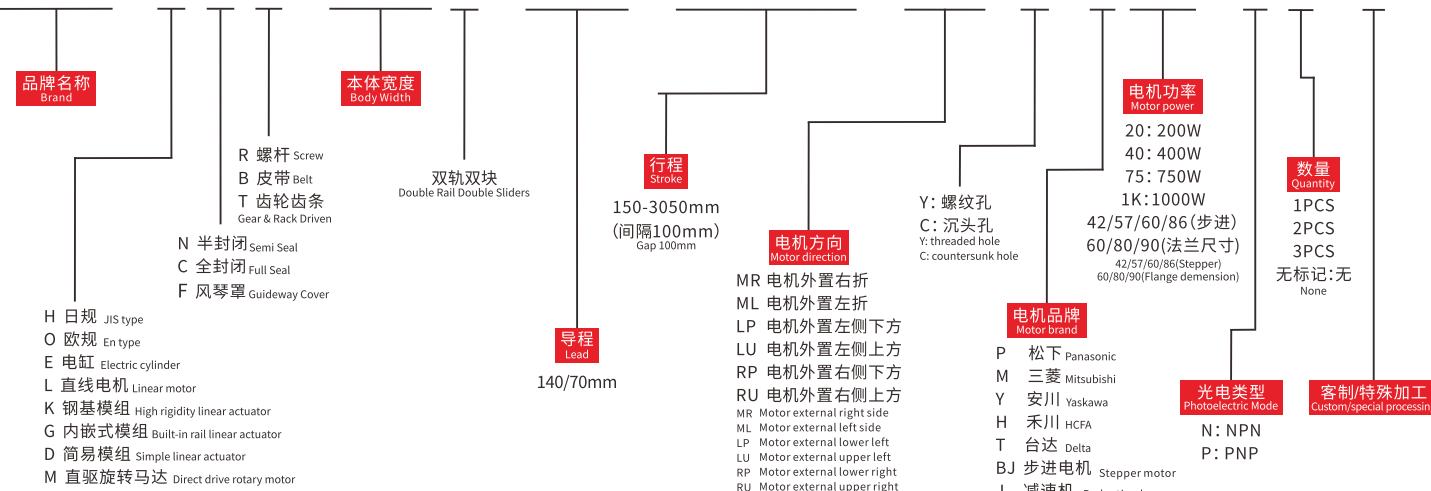 品牌名称
Brand
H 日规 JIS type
O 欧规 En type
E 电缸 Electric cylinder
L 直线电机 Linear motor
K 钢基模组 High rigidity linear actuator
G 内嵌式模组 Built-in rail linear actuator
D 简易模组 Simple linear actuator
M 直驱旋转马达 Direct drive rotary motor
N 半封闭 Semi Seal
C 全封闭 Full Seal
F 风琴罩 Guideway Cover
R 螺杆 Screw
B 皮带 Belt
T 齿轮齿条
Gear & Rack Driven
本体宽度
Body Width
双轨双块
Double Rail Double Sliders
导程
Lead
140/70mm
行程
Stroke
150-3050mm
（间隔100mm）
Gap 100mm
电机方向
Motor direction
MR 电机外置右折
ML 电机外置左折
LP 电机外置左侧下方
LU 电机外置左侧上方
RP 电机外置右侧下方
RU 电机外置右侧上方
MR Motor external right side
ML Motor external left side
LP Motor external lower left
LU Motor external upper left
RP Motor external lower right
RU Motor external upper right
Y: 螺纹孔
C: 沉头孔
Y: threaded hole
C: countersunk hole
电机品牌
Motor brand
P 松下 Panasonic
M 三菱 Mitsubishi
Y 安川 Yaskawa
H 禾川 HCFA
T 台达 Delta
BJ 步进电机 Stepper motor
减速机
电机功率
Motor power
20：200W
40：400W
75：750W
1K:1000W
42/57/60/86（步进）
60/80/90(法兰尺寸)
42/57/60/86(Stepper)
60/80/90(Flange demension)
光电类型
Photoelectric Mode
N：NPN
P：PNP
数量
Quantity
1PCS
2PCS
3PCS
无标记:无
None
客制/特殊加工
Custom/special processin